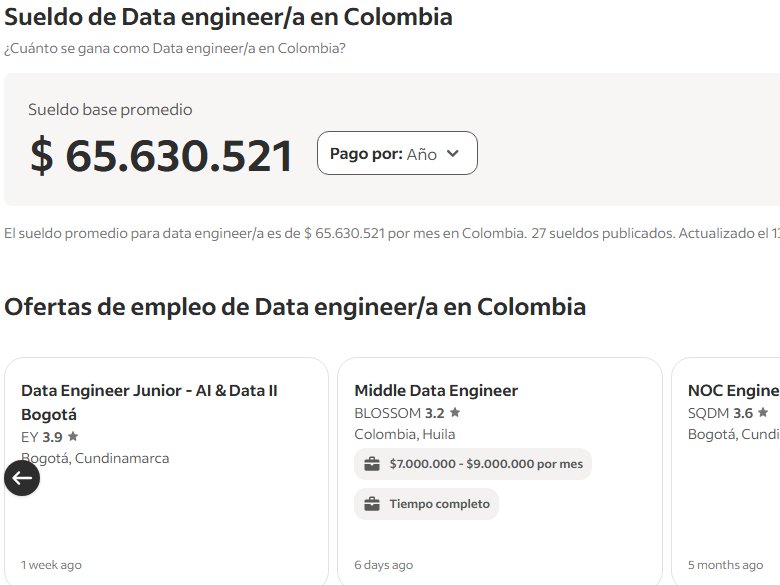 Sueldo de Data engineer/a en Colombia
¿Cuánto se gana como Data engineer/a en Colombia?
Sueldo base promedio
$ 65.630.521
Pago por: Año
El sueldo promedio para data engineer/a es de $ 65.630.521 por mes en Colombia. 27 sueldos publicados. Actualizado el
Ofertas de empleo de Data engineer/a en Colombia
Data Engineer Junior - AI & Data II
Bogotá
EY 3.9 ★
Bogotá, Cundinamarca
1 week ago
Middle Data Engineer
BLOSSOM 3.2 ★
Colombia, Huila
$7.000.000 - $9.000.000 por mes
Tiempo completo
6 days ago
NOC Engine
SQDM 3.6 ★
Bogotá, Cundi
5 months ago